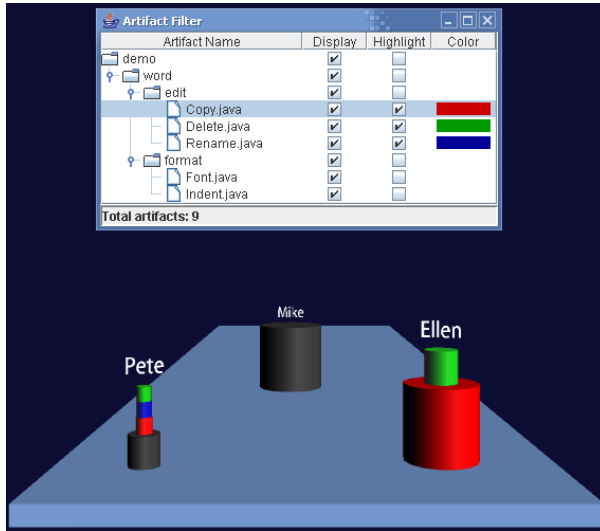 Artifact Filter
Artifact Name Display Highlight Color
demo
word
edit
Copy.java
Delete.java
Rename.java
format
Font.java
Indent.java
Total artifacts: 9
Mike
Ellen
Pete